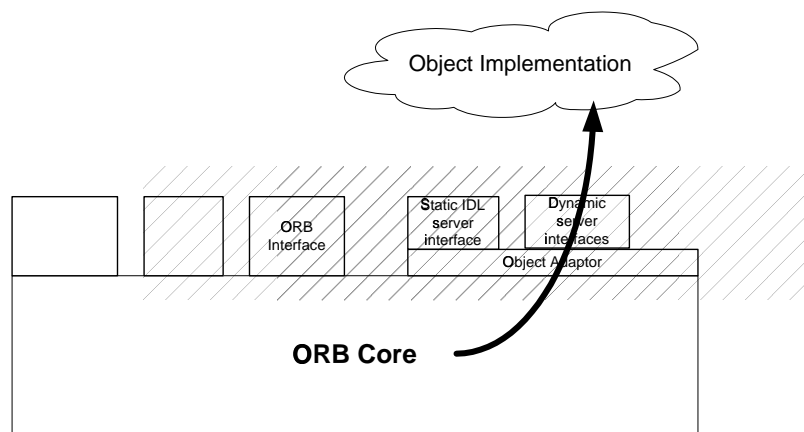 Object Implementation
ORB
Interface
Static IDL
server
interface
Dynamic
server
interfaces
Object Adaptor
ORB Core